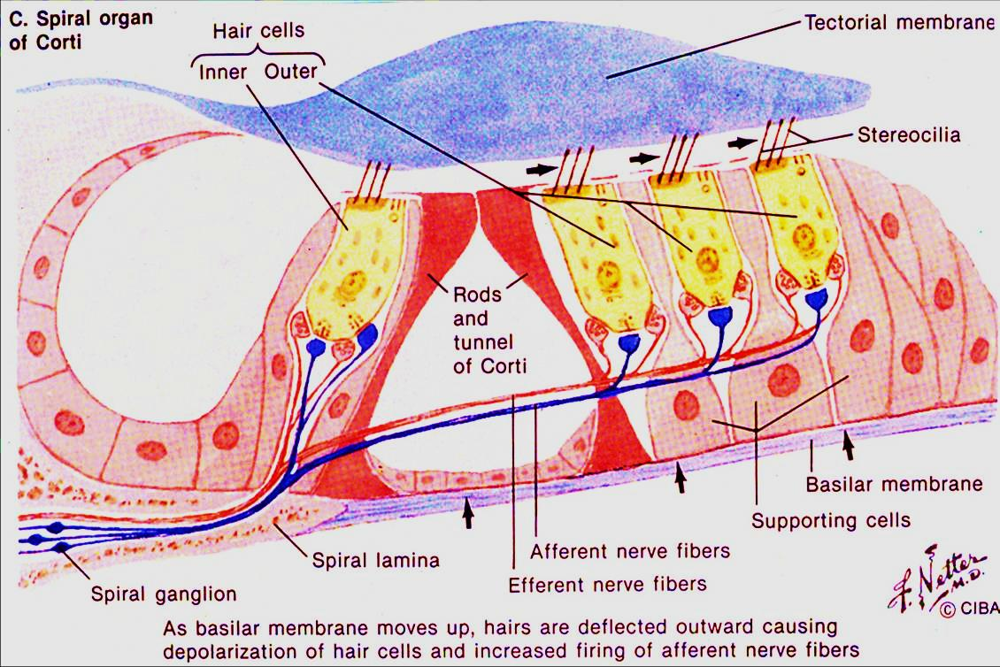 C. Spiral organ
of Corti
Hair cells
Inner Outer
Tectorial membrane
Stereocilia
Rods
and
tunnel
of Corti
Basilar membrane
Supporting cells
Afferent nerve fibers
Efferent nerve fibers
Spiral lamina
Spiral ganglion
F. Netter
M.D.
© CIBA
As basilar membrane moves up, hairs are deflected outward causing
depolarization of hair cells and increased firing of afferent nerve fibers